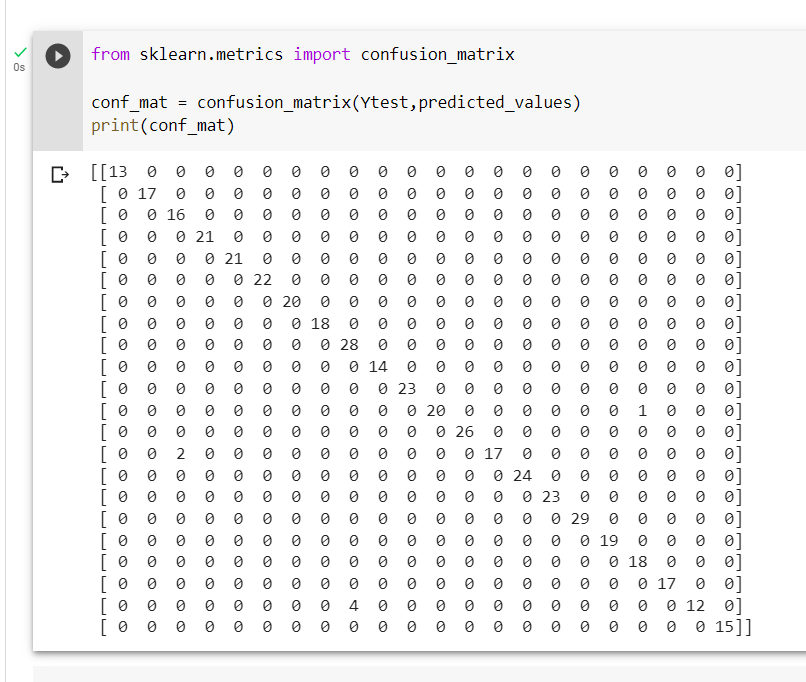 0s
from sklearn.metrics import confusion_matrix
conf_mat = confusion_matrix(Ytest,predicted_values)
print(conf_mat)
[[13  0  0  0  0  0  0  0  0  0  0  0  0  0  0  0  0  0  0  0  0  0]
[ 0 17  0  0  0  0  0  0  0  0  0  0  0  0  0  0  0  0  0  0  0  0]
[ 0  0 16  0  0  0  0  0  0  0  0  0  0  0  0  0  0  0  0  0  0  0]
[ 0  0  0 21  0  0  0  0  0  0  0  0  0  0  0  0  0  0  0  0  0  0]
[ 0  0  0  0 21  0  0  0  0  0  0  0  0  0  0  0  0  0  0  0  0  0]
[ 0  0  0  0  0 22  0  0  0  0  0  0  0  0  0  0  0  0  0  0  0  0]
[ 0  0  0  0  0  0 20  0  0  0  0  0  0  0  0  0  0  0  0  0  0  0]
[ 0  0  0  0  0  0  0 18  0  0  0  0  0  0  0  0  0  0  0  0  0  0]
[ 0  0  0  0  0  0  0  0 28  0  0  0  0  0  0  0  0  0  0  0  0  0]
[ 0  0  0  0  0  0  0  0  0 14  0  0  0  0  0  0  0  0  0  0  0  0]
[ 0  0  0  0  0  0  0  0  0  0 23  0  0  0  0  0  0  0  0  0  0  0]
[ 0  0  0  0  0  0  0  0  0  0  0 20  0  0  0  0  0  0  1  0  0  0]
[ 0  0  0  0  0  0  0  0  0  0  0  0 26  0  0  0  0  0  0  0  0  0]
[ 0  0  2  0  0  0  0  0  0  0  0  0  0 17  0  0  0  0  0  0  0  0]
[ 0  0  0  0  0  0  0  0  0  0  0  0  0  0 24  0  0  0  0  0  0  0]
[ 0  0  0  0  0  0  0  0  0  0  0  0  0  0  0 23  0  0  0  0  0  0]
[ 0  0  0  0  0  0  0  0  0  0  0  0  0  0  0  0 29  0  0  0  0  0]
[ 0  0  0  0  0  0  0  0  0  0  0  0  0  0  0  0  0 19  0  0  0  0]
[ 0  0  0  0  0  0  0  0  0  0  0  0  0  0  0  0  0  0 18  0  0  0]
[ 0  0  0  0  0  0  0  0  0  0  0  0  0  0  0  0  0  0  0 17  0  0]
[ 0  0  0  0  0  0  0  0  4  0  0  0  0  0  0  0  0  0  0  0 12  0]
[ 0  0  0  0  0  0  0  0  0  0  0  0  0  0  0  0  0  0  0  0  0 15]]